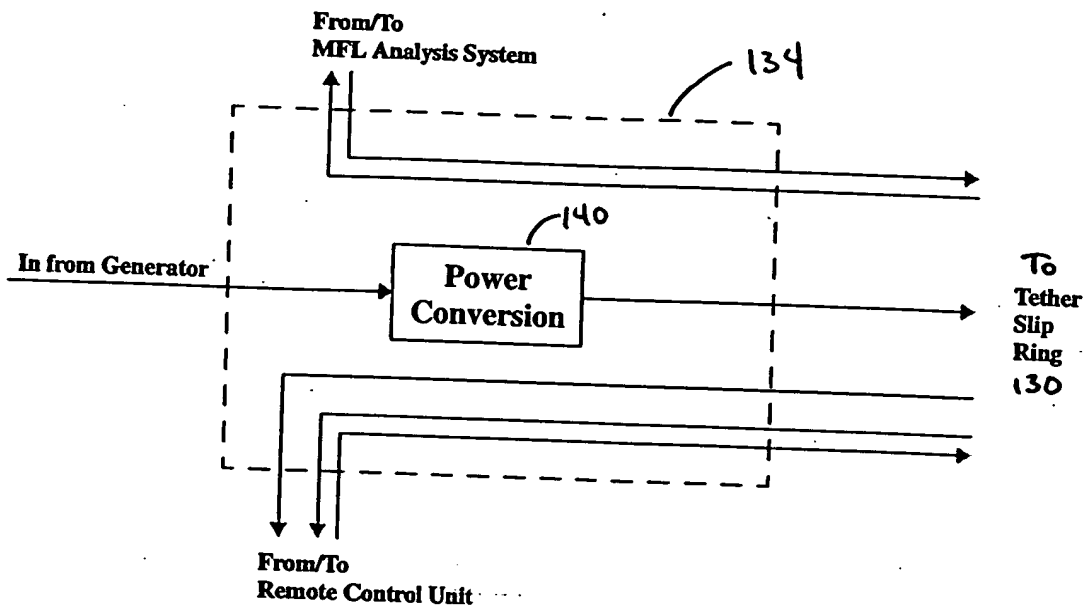 From/To
MFL Analysis System
134
140
In from Generator
Power
Conversion
To
Tether
Slip
Ring
130
From/To
Remote Control Unit